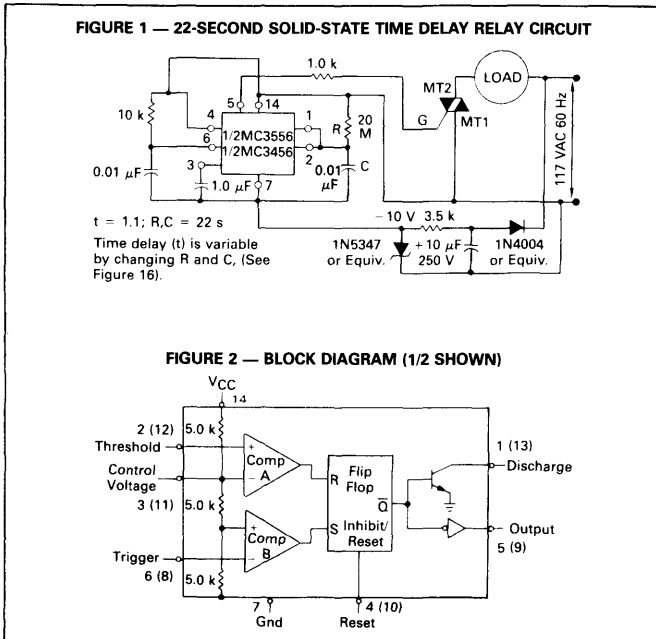 FIGURE 1 — 22-SECOND SOLID-STATE TIME DELAY RELAY CIRCUIT
1.0 k
LOAD
MT2
G
MT1
117 VAC 60 Hz
10 k
5
14
4
6
3
1
2
7
1/2MC3556
1/2MC3456
R
20
M
C
0.01
µF
0.01 µF
1.0 µF
t = 1.1; R,C = 22 s
Time delay (t) is variable
by changing R and C, (See
Figure 16).
− 10 V
3.5 k
1N5347
or Equiv.
+ 10 µF
250 V
1N4004
or Equiv.
FIGURE 2 — BLOCK DIAGRAM (1/2 SHOWN)
VCC
14
2 (12)
5.0 k
Threshold
+
Comp
A
−
Control
Voltage
3 (11)
5.0 k
+
Comp
B
−
Trigger
6 (8)
5.0 k
R
Flip
Flop
Q̅
S
Inhibit/
Reset
1 (13)
Discharge
Output
5 (9)
7
Gnd
4 (10)
Reset